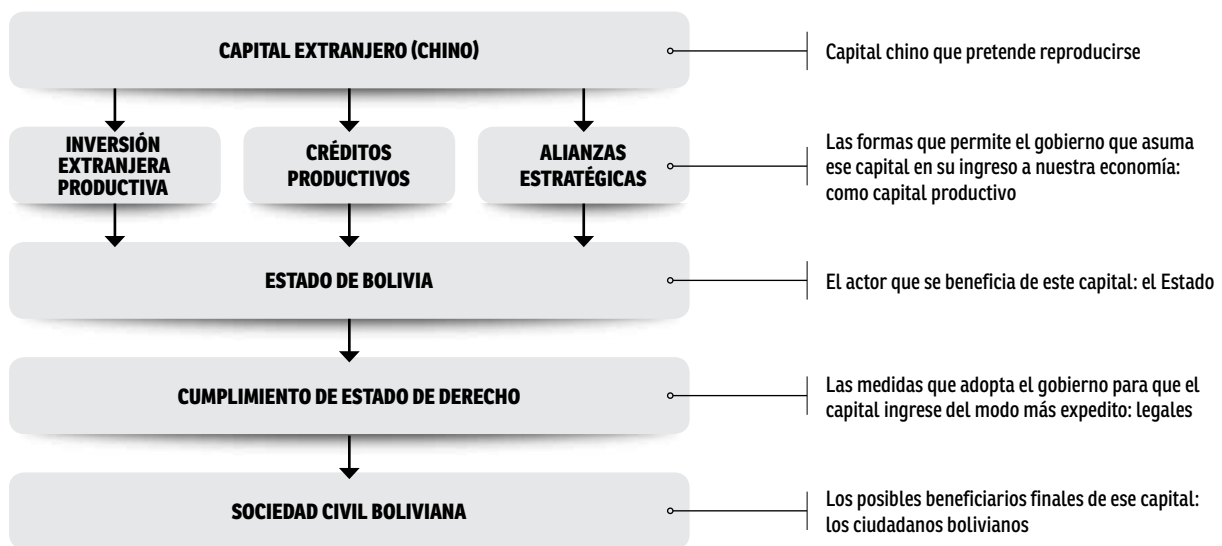 CAPITAL EXTRANJERO (CHINO)
Capital chino que pretende reproducirse
INVERSIÓN
EXTRANJERA
PRODUCTIVA
CRÉDITOS
PRODUCTIVOS
ALIANZAS
ESTRATÉGICAS
Las formas que permite el gobierno que asuma
ese capital en su ingreso a nuestra economía:
como capital productivo
ESTADO DE BOLIVIA
El actor que se beneficia de este capital: el Estado
CUMPLIMIENTO DE ESTADO DE DERECHO
Las medidas que adopta el gobierno para que el
capital ingrese del modo más expedito: legales
SOCIEDAD CIVIL BOLIVIANA
Los posibles beneficiarios finales de ese capital:
los ciudadanos bolivianos